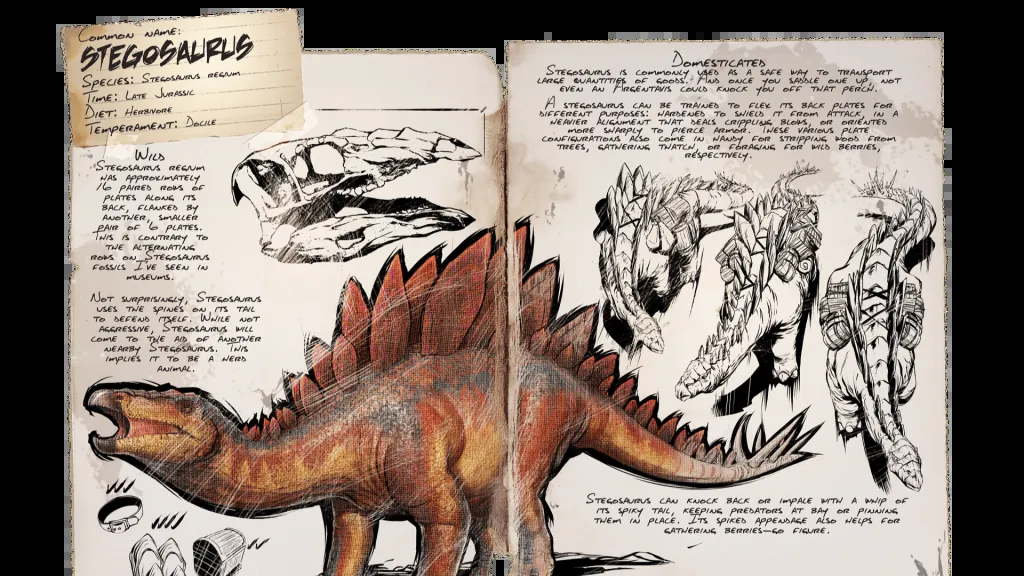 Common Name:
Stegosaurus
Species: Stegosaurus regium
Time: Late Jurassic
Diet: Herbivore
Temperament: Docile
Wild
Stegosaurus regium
has approximately
16 paired rows of
plates along its
back, flanked by
another, smaller
pair of 6 plates.
This is contrary to
the alternating
rows on Stegosaurus
fossils I've seen in
museums.
Not surprisingly, Stegosaurus
uses the spines on its tail
to defend itself. While not
aggressive, Stegosaurus will
come to the aid of another
nearby Stegosaurus. This
implies it to be a herd
animal.
Domesticated
Stegosaurus is commonly used as a safe way to transport
large quantities of goods. And once you saddle one up, not
even an Argentavis could knock you off that perch.
A stegosaurus can be trained to flex its back plates for
different purposes: hardened to shield it from attack, in a
heavier alignment that deals crippling blows, or oriented
more sharply to pierce armor. These various plate
configurations also come in handy for stripping wood from
trees, gathering thatch, or foraging for wild berries,
respectively.
Stegosaurus can knock back or impale with a whip of
its spiky tail, keeping predators at bay or pinning
them in place. Its spiked appendage also helps for
gathering berries—go figure.